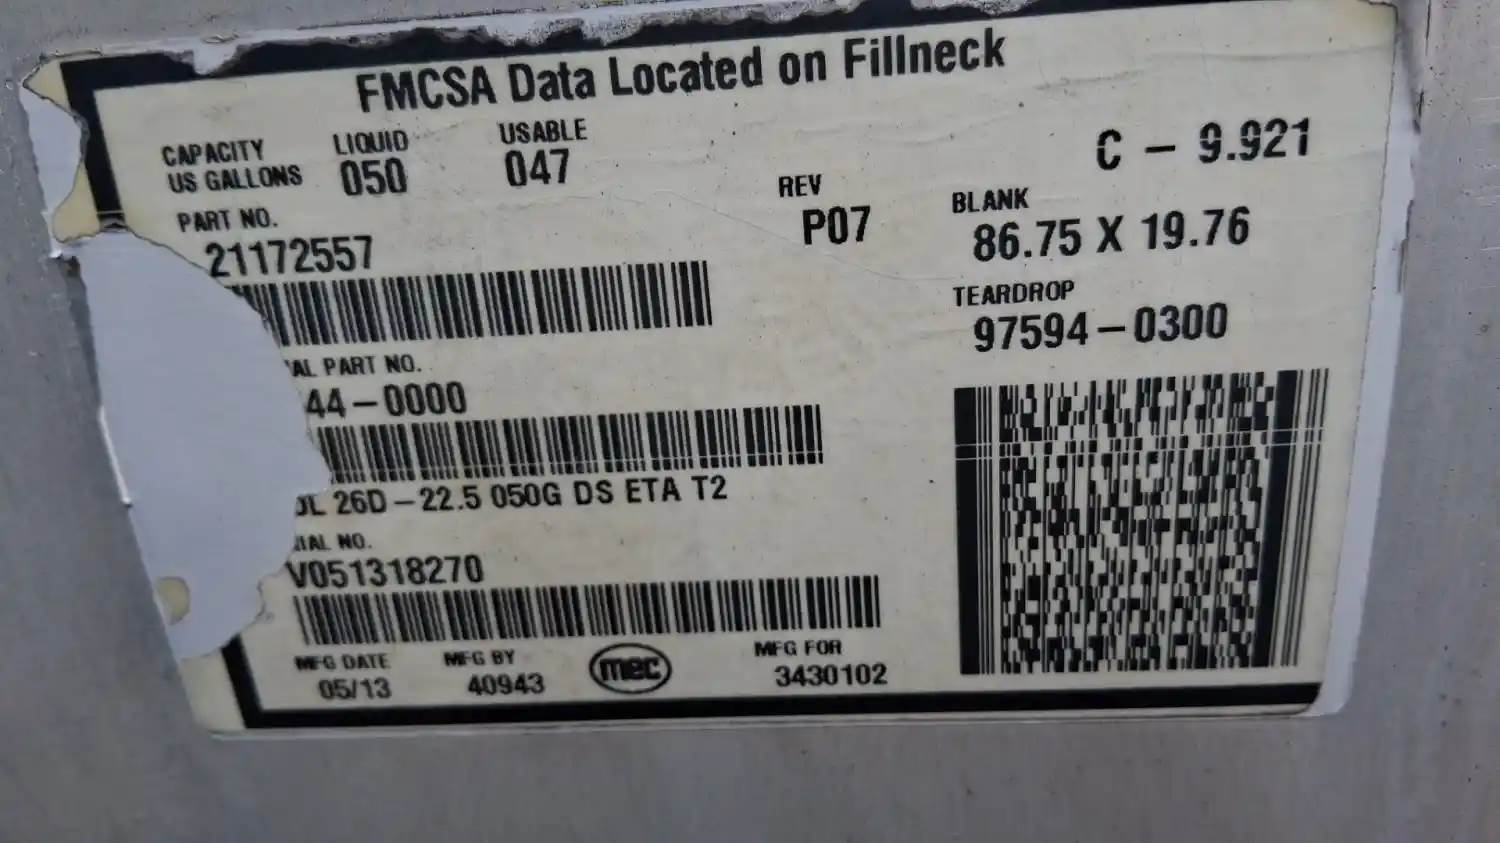 FMCSA Data Located on Fillneck
CAPACITY
US GALLONS
LIQUID
050
USABLE
047
C - 9.921
PART NO.
21172557
REV
P07
BLANK
86.75 X 19.76
TEARDROP
97594-0300
AL PART NO.
44-0000
26D-22.5 050G DS ETA T2
IAL NO.
V051318270
MFG DATE
05/13
MFG BY
40943
mec
MFG FOR
3430102